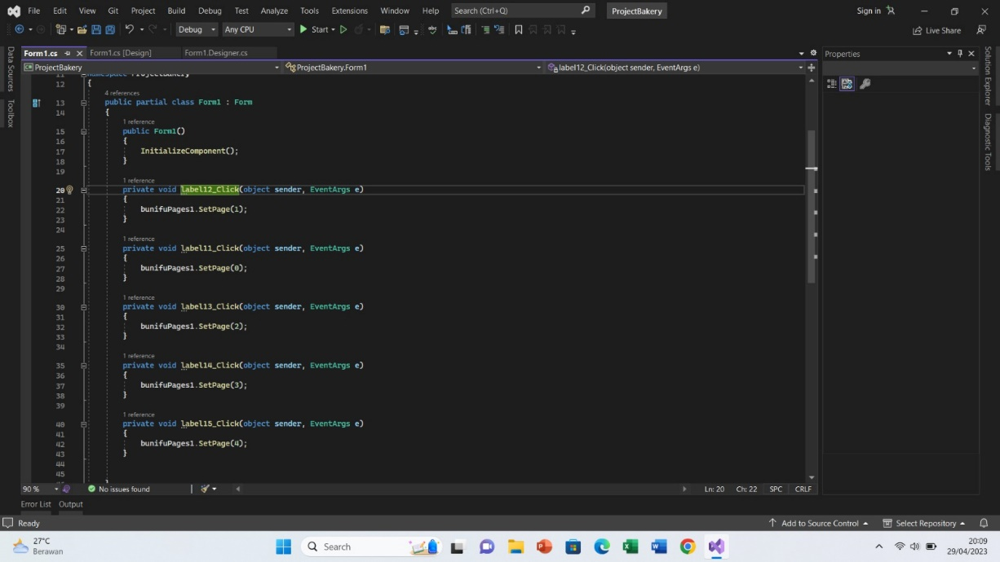 File Edit View Git Project Build Debug Test Analyze Tools Extensions Window Help Search (Ctrl+Q) ProjectBakery Sign in
Debug Any CPU Start Live Share
Form1.cs Form1.cs [Design] Form1.Designer.cs
ProjectBakery ProjectBakery.Form1 label12_Click(object sender, EventArgs e)
Properties
Data Sources
Toolbox
Solution Explorer
Diagnostic Tools
namespace ProjectBakery
12 {
4 references
13 public partial class Form1 : Form
14 {
1 reference
15 public Form1()
16 {
17 InitializeComponent();
18 }
19
1 reference
20 private void label12_Click(object sender, EventArgs e)
21 {
22 bunifuPages1.SetPage(1);
23 }
24
1 reference
25 private void label11_Click(object sender, EventArgs e)
26 {
27 bunifuPages1.SetPage(0);
28 }
29
1 reference
30 private void label13_Click(object sender, EventArgs e)
31 {
32 bunifuPages1.SetPage(2);
33 }
34
1 reference
35 private void label14_Click(object sender, EventArgs e)
36 {
37 bunifuPages1.SetPage(3);
38 }
39
1 reference
40 private void label15_Click(object sender, EventArgs e)
41 {
42 bunifuPages1.SetPage(4);
43 }
44
45
90 % No issues found Ln: 20 Ch: 22 SPC CRLF
Error List Output
Ready Add to Source Control Select Repository
27°C
Berawan
Search
20:09
29/04/2023